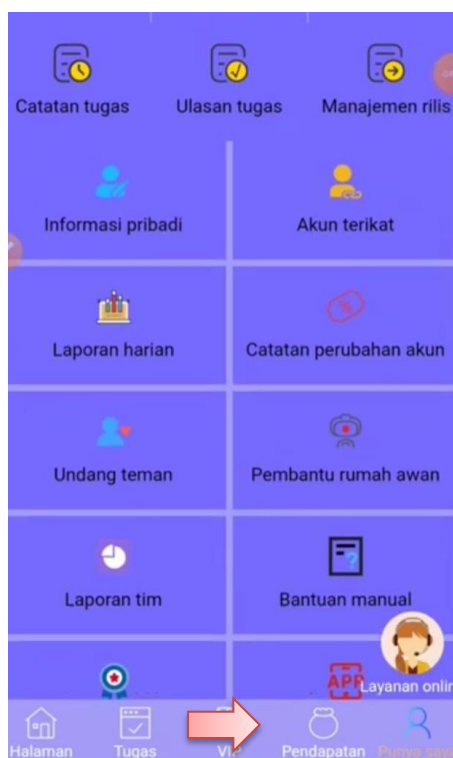 Catatan tugas
Ulasan tugas
Manajemen rilis
Informasi pribadi
Akun terikat
Laporan harian
Catatan perubahan akun
Undang teman
Pembantu rumah awan
Laporan tim
Bantuan manual
APP
Layanan onlin
Halaman
Tugas
VIP
Pendapatan
Punya saya